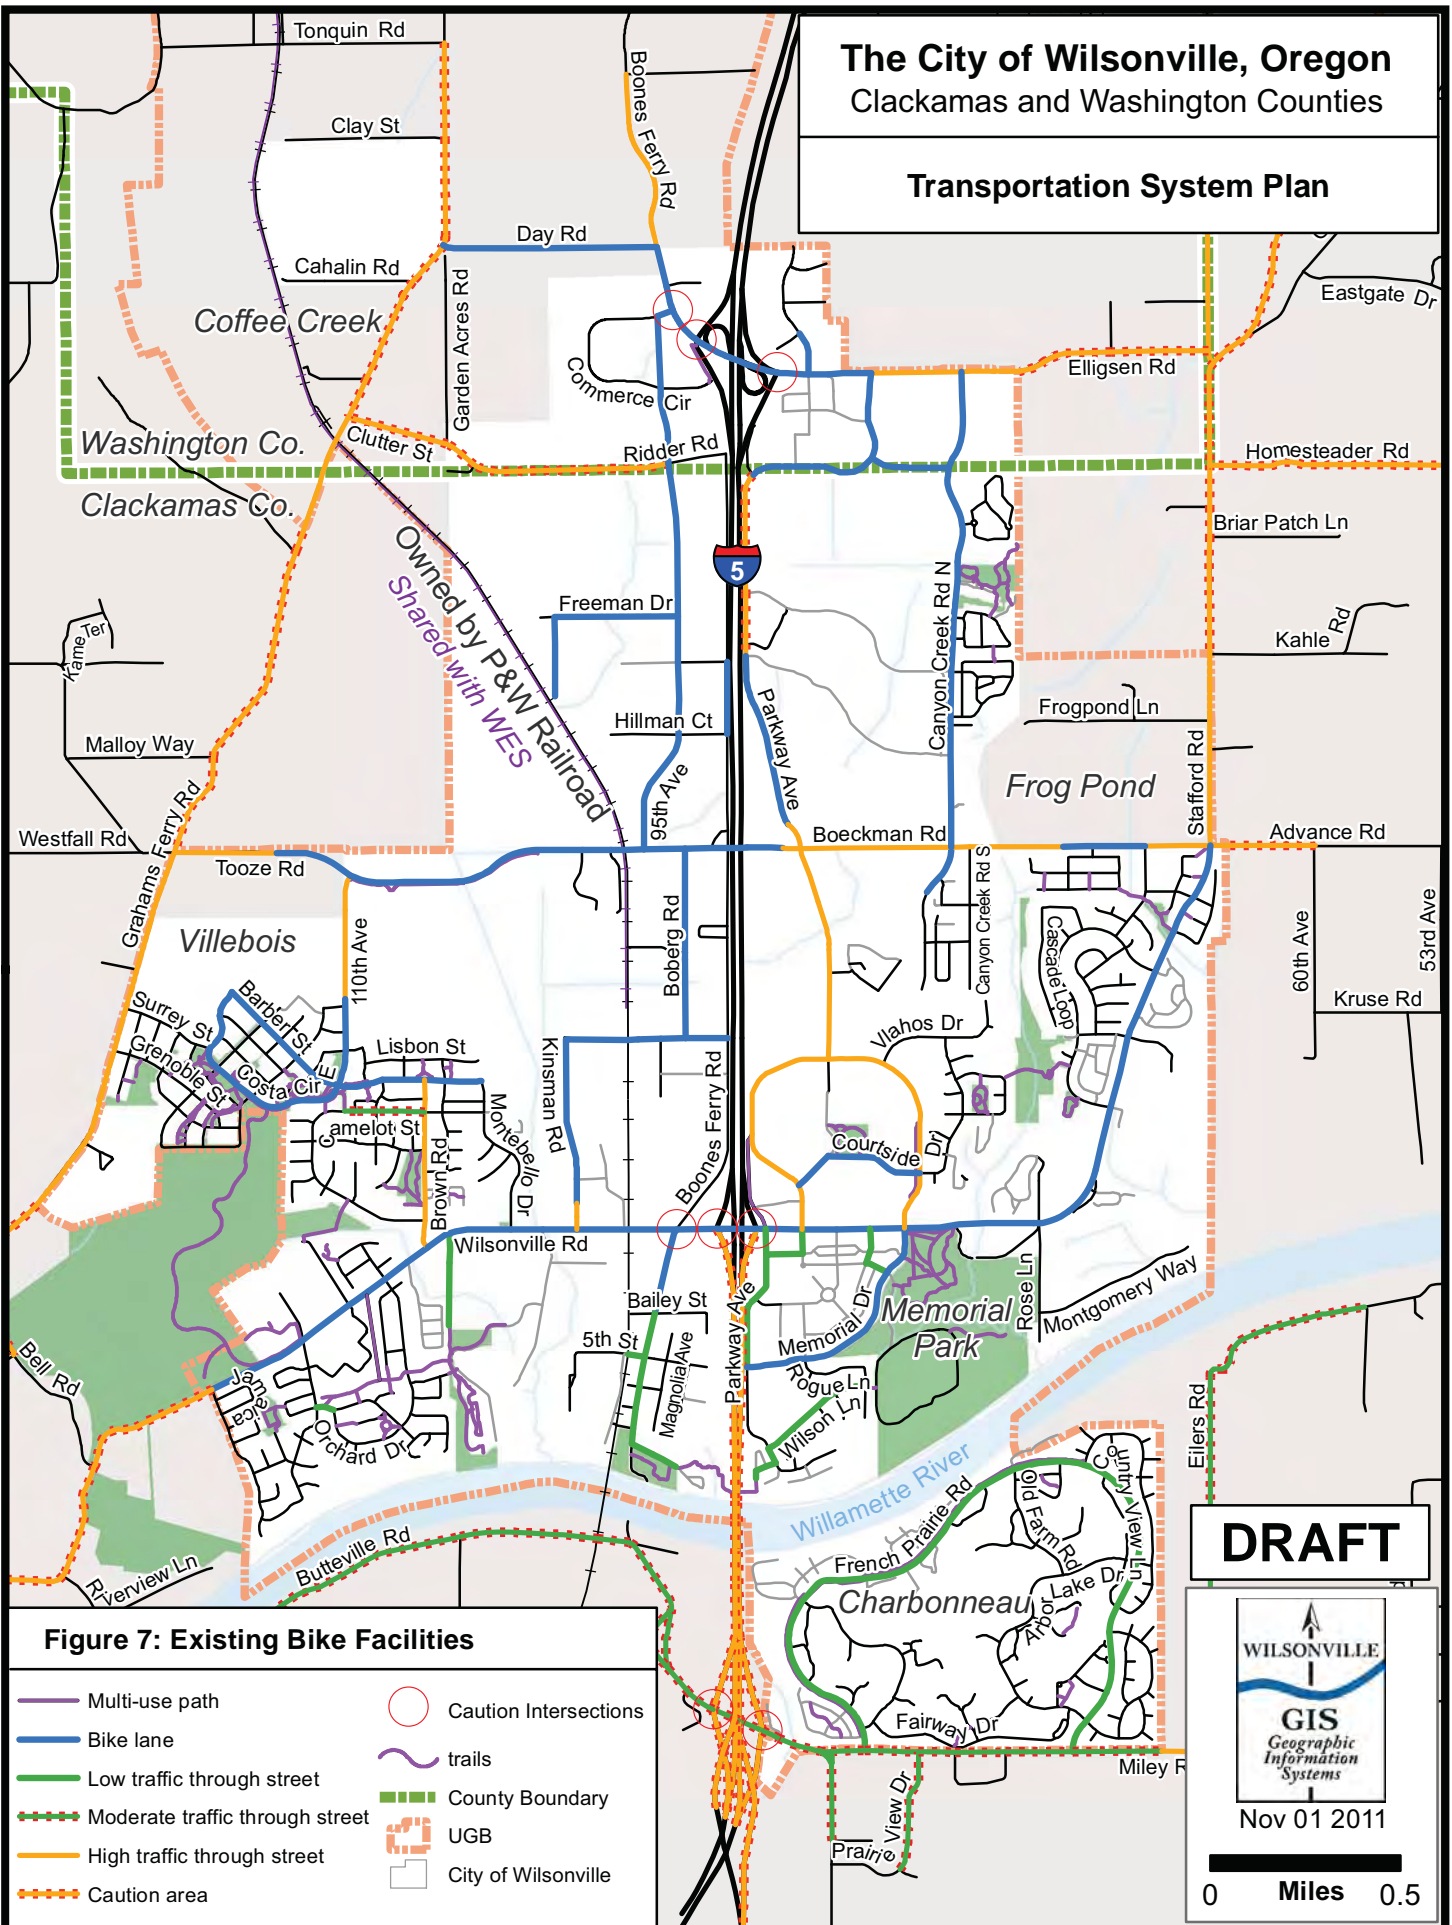 The City of Wilsonville, Oregon
Clackamas and Washington Counties
Transportation System Plan
Tonquin Rd
Boones Ferry Rd
Clay St
Day Rd
Cahalin Rd
Eastgate Dr
Coffee Creek
Garden Acres Rd
Commerce Cir
Elligsen Rd
Washington Co.
Clutter St
Ridder Rd
Homesteader Rd
Clackamas Co.
Briar Patch Ln
Owned by P&W Railroad
Shared with WES
5
Freeman Dr
Canyon Creek Rd N
Kame Ter
Kahle Rd
Hillman Ct
Parkway Ave
Frogpond Ln
Malloy Way
Frog Pond
Stafford Rd
95th Ave
Westfall Rd
Grahams Ferry Rd
Tooze Rd
Boeckman Rd
Advance Rd
Villebois
110th Ave
Boberg Rd
Canyon Creek Rd S
Cascade Loop
60th Ave
53rd Ave
Kruse Rd
Surrey St
Barber St
Grenoble St
Costa Cir
E
Lisbon St
Kinsman Rd
Boones Ferry Rd
Vlahos Dr
Camelot St
Brown Rd
Montebello Dr
Courtside Dr
Wilsonville Rd
Bailey St
5th St
Magnolia Ave
Parkway Ave
Memorial Dr
Memorial
Park
Rose Ln
Montgomery Way
Bell Rd
Jamaica
Orchard Dr
Rogue Ln
Wilson Ln
Eilers Rd
Willamette River
Country View Ln
Old Farm Rd
French Prairie Rd
Butteville Rd
Riverview Ln
Lake Dr
Arbor
Charbonneau
Fairway Dr
Miley R
Prairie View Dr
DRAFT
Figure 7: Existing Bike Facilities
Multi-use path
Bike lane
Low traffic through street
Moderate traffic through street
High traffic through street
Caution area
Caution Intersections
trails
County Boundary
UGB
City of Wilsonville
WILSONVILLE
GIS
Geographic
Information
Systems
Nov 01 2011
0 Miles 0.5